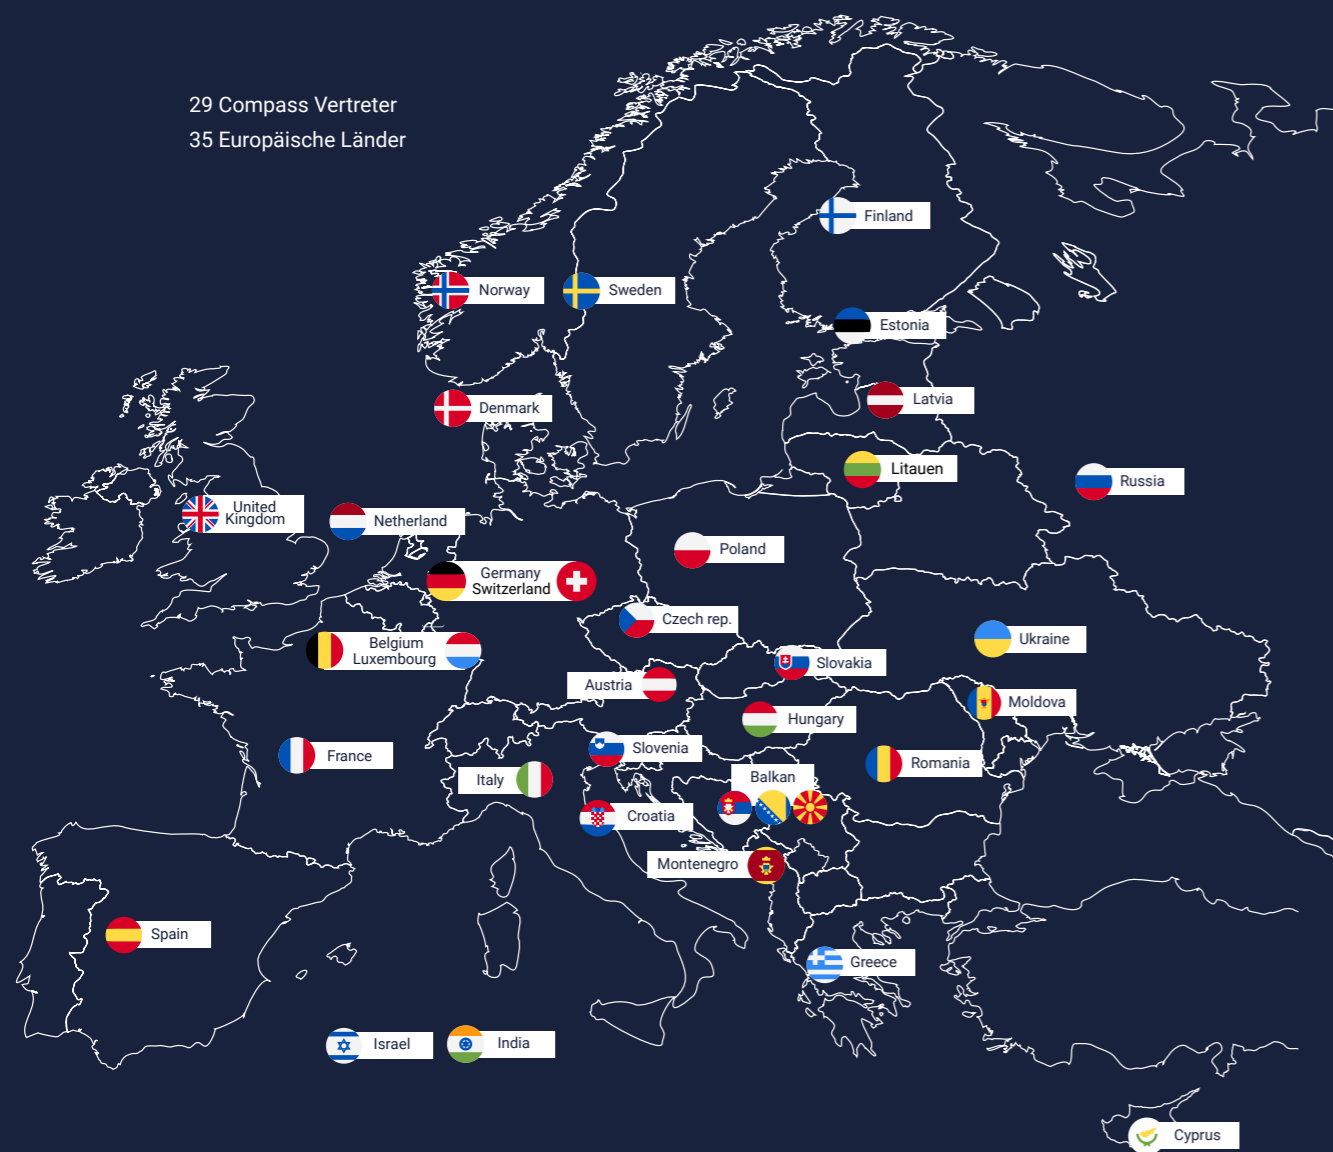 29 Compass Vertreter
35 Europäische Länder
Finland
Norway
Sweden
Estonia
Denmark
Latvia
Litauen
Russia
United
Kingdom
Netherland
Poland
Germany
Switzerland
Czech rep.
Ukraine
Belgium
Luxembourg
Slovakia
Austria
Moldova
Hungary
Slovenia
France
Romania
Italy
Balkan
Croatia
Montenegro
Spain
Greece
Israel
India
Cyprus